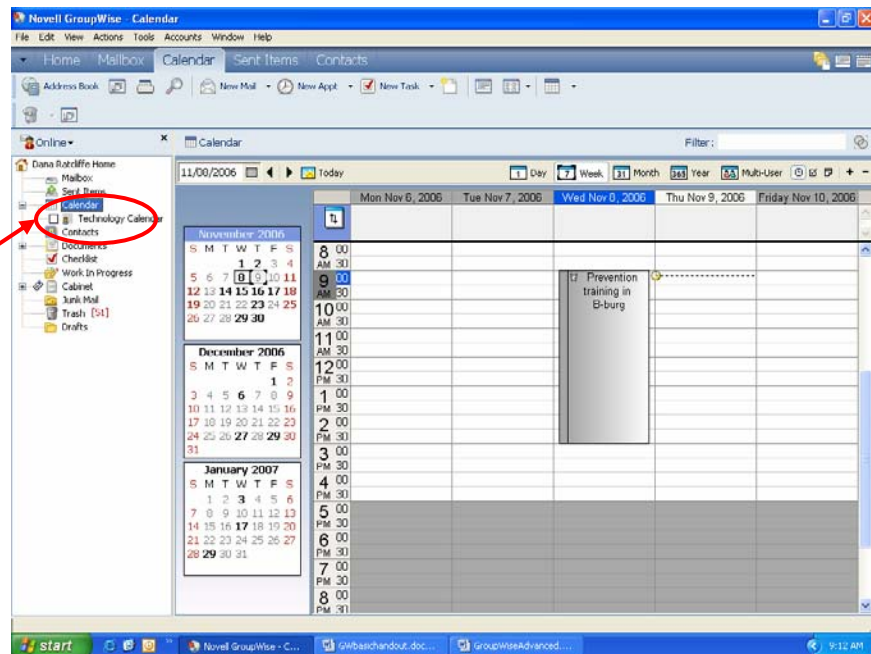 Novell GroupWise - Calendar
File Edit View Actions Tools Accounts Window Help
Home Mailbox Calendar Sent Items Contacts
Address Book New Mail New Appt New Task
Online Calendar Filter:
Dana Ratcliffe Home
Mailbox
Sent Items
Calendar
Technology Calendar
Contacts
Documents
Checklist
Work In Progress
Cabinet
Junk Mail
Trash [51]
Drafts
11/08/2006 Today 1 Day 7 Week 31 Month 365 Year Multi-User
Mon Nov 6, 2006 Tue Nov 7, 2006 Wed Nov 8, 2006 Thu Nov 9, 2006 Friday Nov 10, 2006
November 2006
S M T W T F S
1 2 3 4
5 6 7 8 9 10 11
12 13 14 15 16 17 18
19 20 21 22 23 24 25
26 27 28 29 30
December 2006
S M T W T F S
1 2
3 4 5 6 7 8 9
10 11 12 13 14 15 16
17 18 19 20 21 22 23
24 25 26 27 28 29 30
31
January 2007
S M T W T F S
1 2 3 4 5 6
7 8 9 10 11 12 13
14 15 16 17 18 19 20
21 22 23 24 25 26 27
28 29 30 31
8 00
AM 30
9 00
AM 30
10 00
AM 30
11 00
AM 30
12 00
PM 30
1 00
PM 30
2 00
PM 30
3 00
PM 30
4 00
PM 30
5 00
PM 30
6 00
PM 30
7 00
PM 30
8 00
PM 30
Prevention
training in
B-burg
start Novell GroupWise - C... GWbasichandout.doc... GroupWiseAdvanced.... 9:12 AM